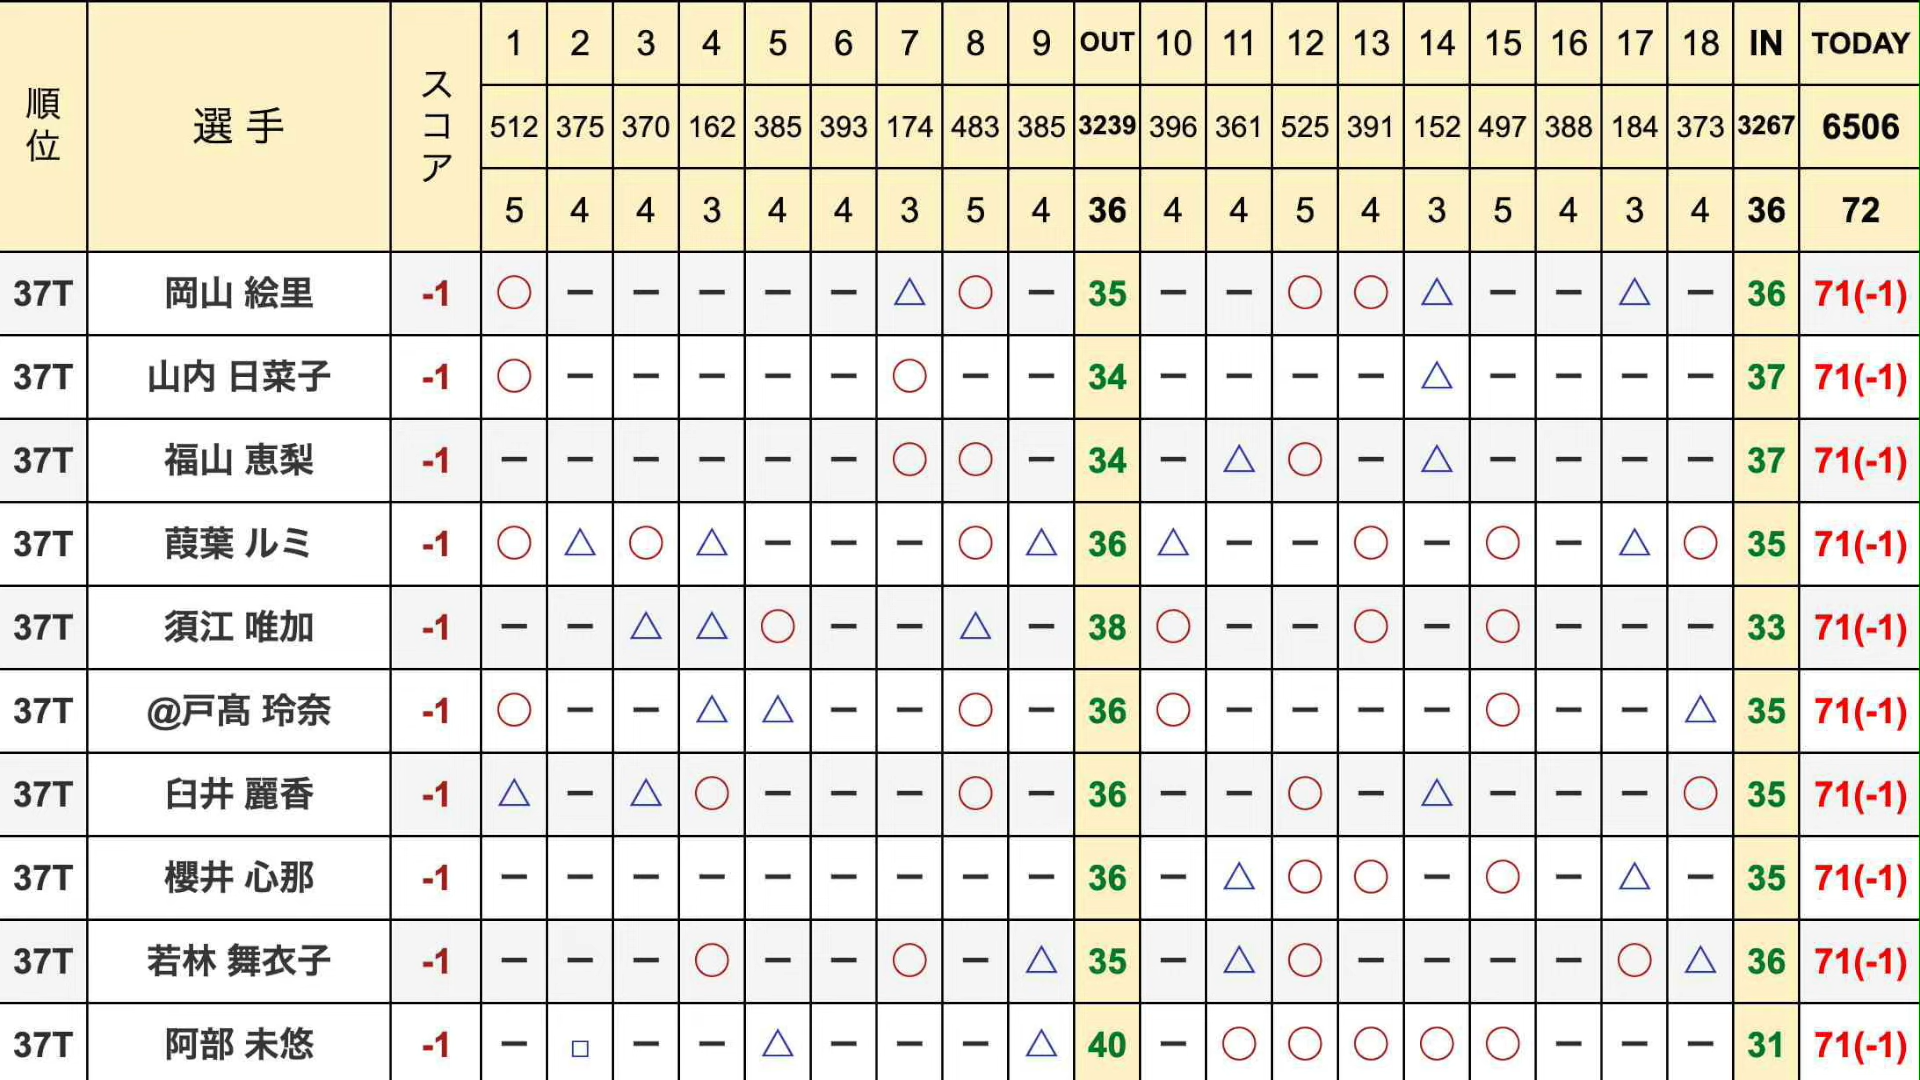 順位 選手 スコア 1 2 3 4 5 6 7 8 9 OUT 10 11 12 13 14 15 16 17 18 IN TODAY
512 375 370 162 385 393 174 483 385 3239 396 361 525 391 152 497 388 184 373 3267 6506
5 4 4 3 4 4 3 5 4 36 4 4 5 4 3 5 4 3 4 36 72
37T 岡山 絵里 -1 ○ － － － － － △ ○ － 35 － － ○ ○ △ － － △ － 36 71(-1)
37T 山内 日菜子 -1 ○ － － － － － ○ － － 34 － － － － △ － － － － 37 71(-1)
37T 福山 恵梨 -1 － － － － － － ○ ○ － 34 － △ ○ － △ － － － － 37 71(-1)
37T 葭葉 ルミ -1 ○ △ ○ △ － － － ○ △ 36 △ － － ○ － ○ － △ ○ 35 71(-1)
37T 須江 唯加 -1 － － △ △ ○ － － △ － 38 ○ － － ○ － ○ － － － 33 71(-1)
37T @戸髙 玲奈 -1 ○ － － △ △ － － ○ － 36 ○ － － － － ○ － － △ 35 71(-1)
37T 臼井 麗香 -1 △ － △ ○ － － － ○ － 36 － － ○ － △ － － － ○ 35 71(-1)
37T 櫻井 心那 -1 － － － － － － － － － 36 － △ ○ ○ － ○ － △ － 35 71(-1)
37T 若林 舞衣子 -1 － － － ○ － － ○ － △ 35 － △ ○ － － － － ○ △ 36 71(-1)
37T 阿部 未悠 -1 － □ － － △ － － － △ 40 － ○ ○ ○ ○ ○ － － － 31 71(-1)